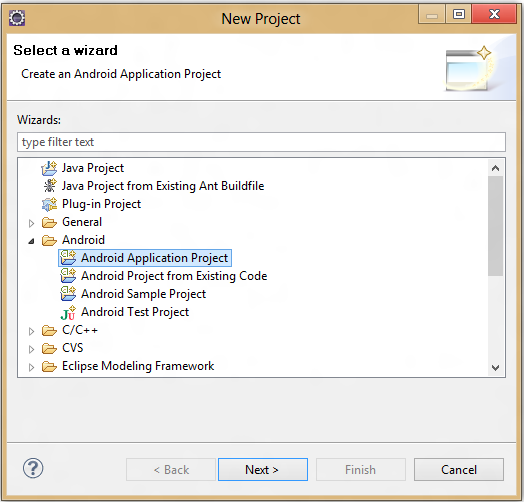 New Project
Select a wizard
Create an Android Application Project
Wizards:
type filter text
Java Project
Java Project from Existing Ant Buildfile
Plug-in Project
General
Android
Android Application Project
Android Project from Existing Code
Android Sample Project
Android Test Project
C/C++
CVS
Eclipse Modeling Framework
< Back
Next >
Finish
Cancel